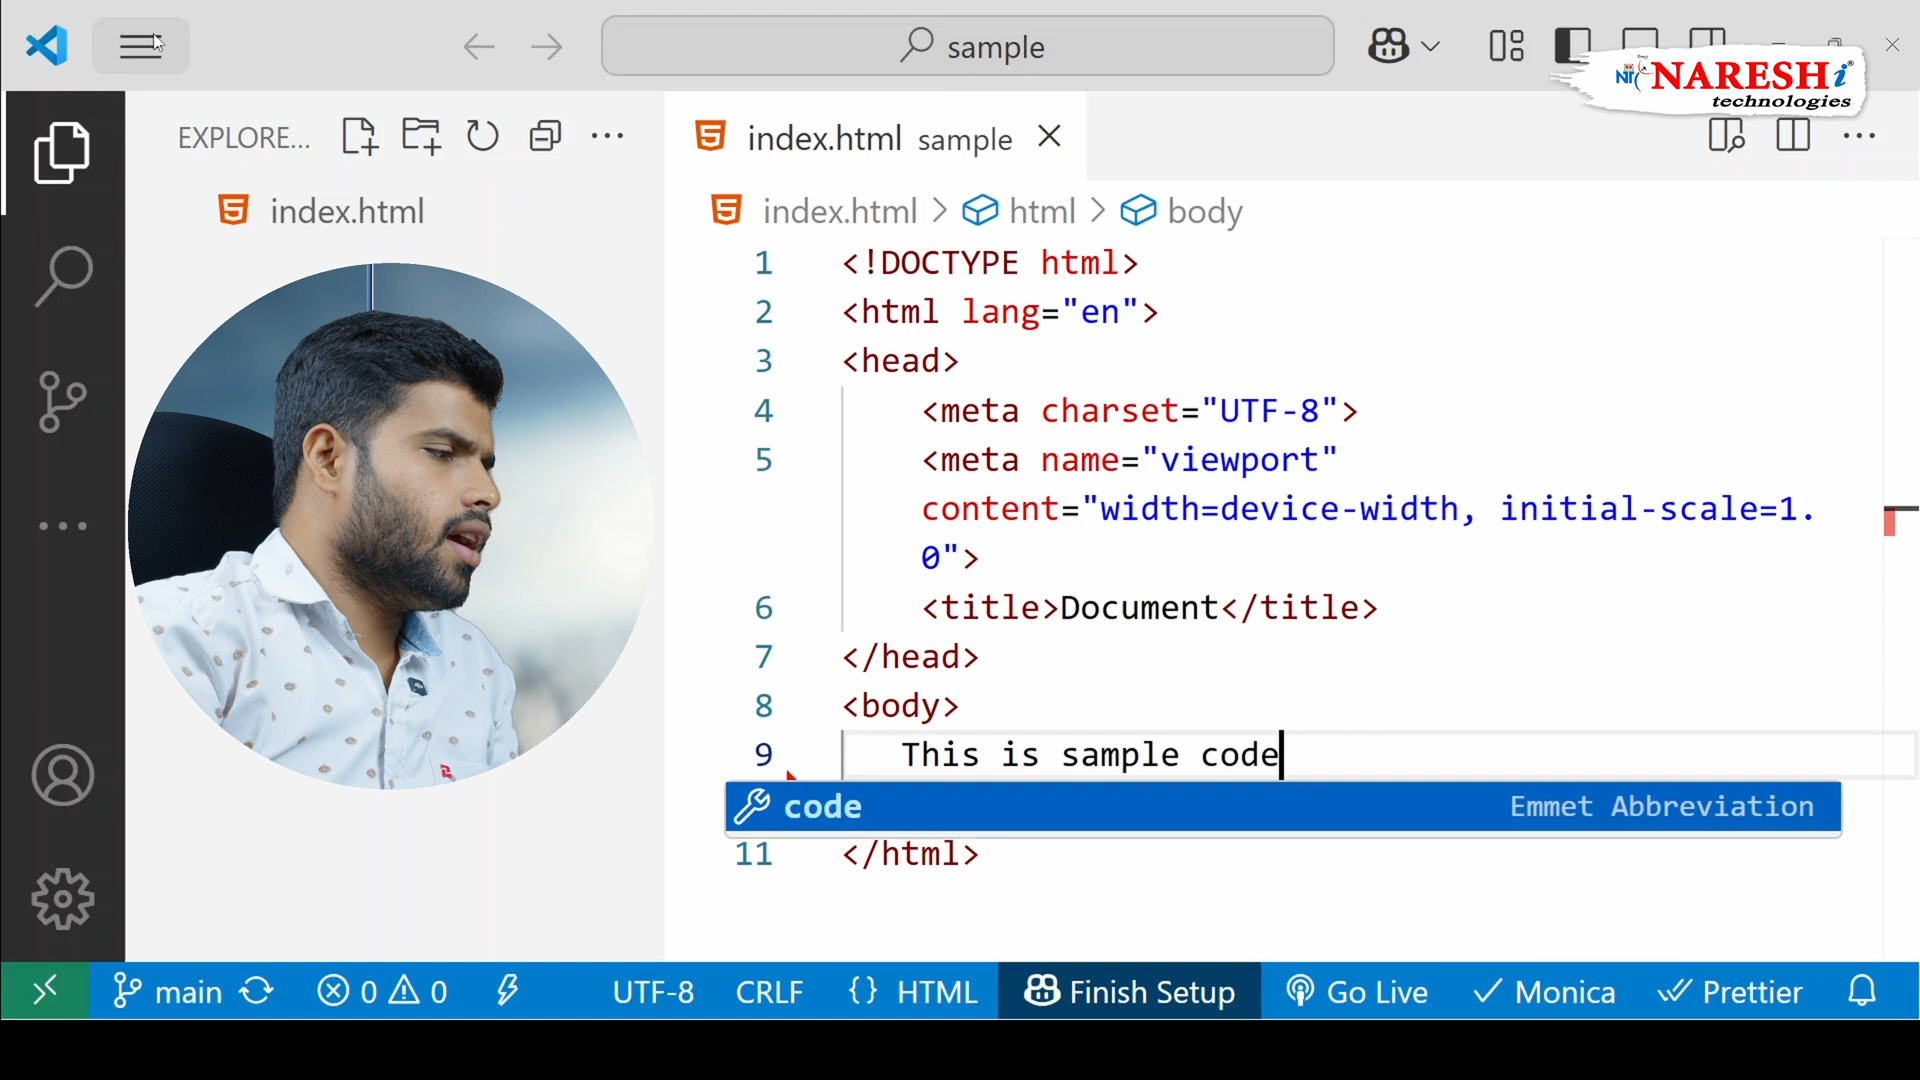 sample
NARESH i
technologies
EXPLORE...
index.html sample
index.html
index.html > html > body
1 <!DOCTYPE html>
2 <html lang="en">
3 <head>
4 <meta charset="UTF-8">
5 <meta name="viewport"
content="width=device-width, initial-scale=1.
0">
6 <title>Document</title>
7 </head>
8 <body>
9 This is sample code
code Emmet Abbreviation
11 </html>
main 0 0 UTF-8 CRLF {} HTML Finish Setup Go Live Monica Prettier